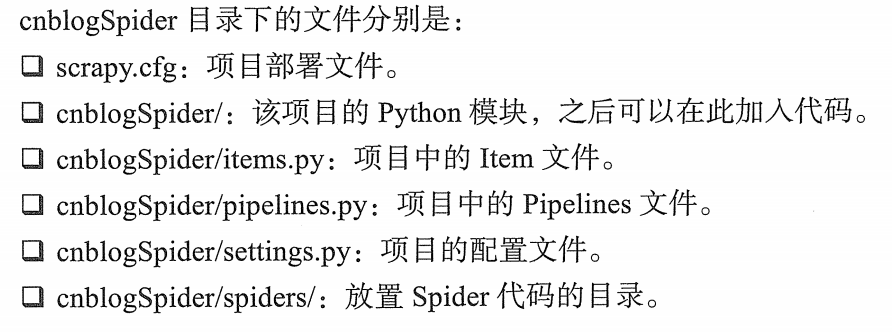 cnblogSpider 目录下的文件分别是：
❑ scrapy.cfg：项目部署文件。
❑ cnblogSpider/：该项目的 Python 模块，之后可以在此加入代码。
❑ cnblogSpider/items.py：项目中的 Item 文件。
❑ cnblogSpider/pipelines.py：项目中的 Pipelines 文件。
❑ cnblogSpider/settings.py：项目的配置文件。
❑ cnblogSpider/spiders/：放置 Spider 代码的目录。